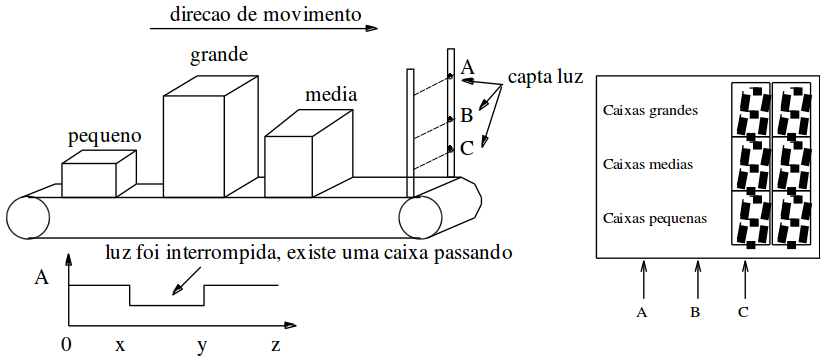 direcao de movimento
grande
media
pequeno
A
B
C
capta luz
luz foi interrompida, existe uma caixa passando
A
0 x y z
Caixas grandes
Caixas medias
Caixas pequenas
A B C